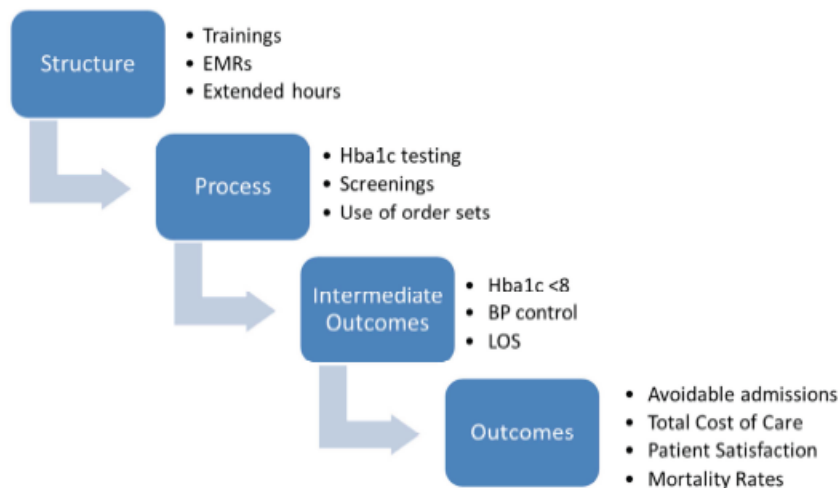 Structure
• Trainings
• EMRs
• Extended hours
Process
• Hba1c testing
• Screenings
• Use of order sets
Intermediate
Outcomes
• Hba1c <8
• BP control
• LOS
Outcomes
• Avoidable admissions
• Total Cost of Care
• Patient Satisfaction
• Mortality Rates